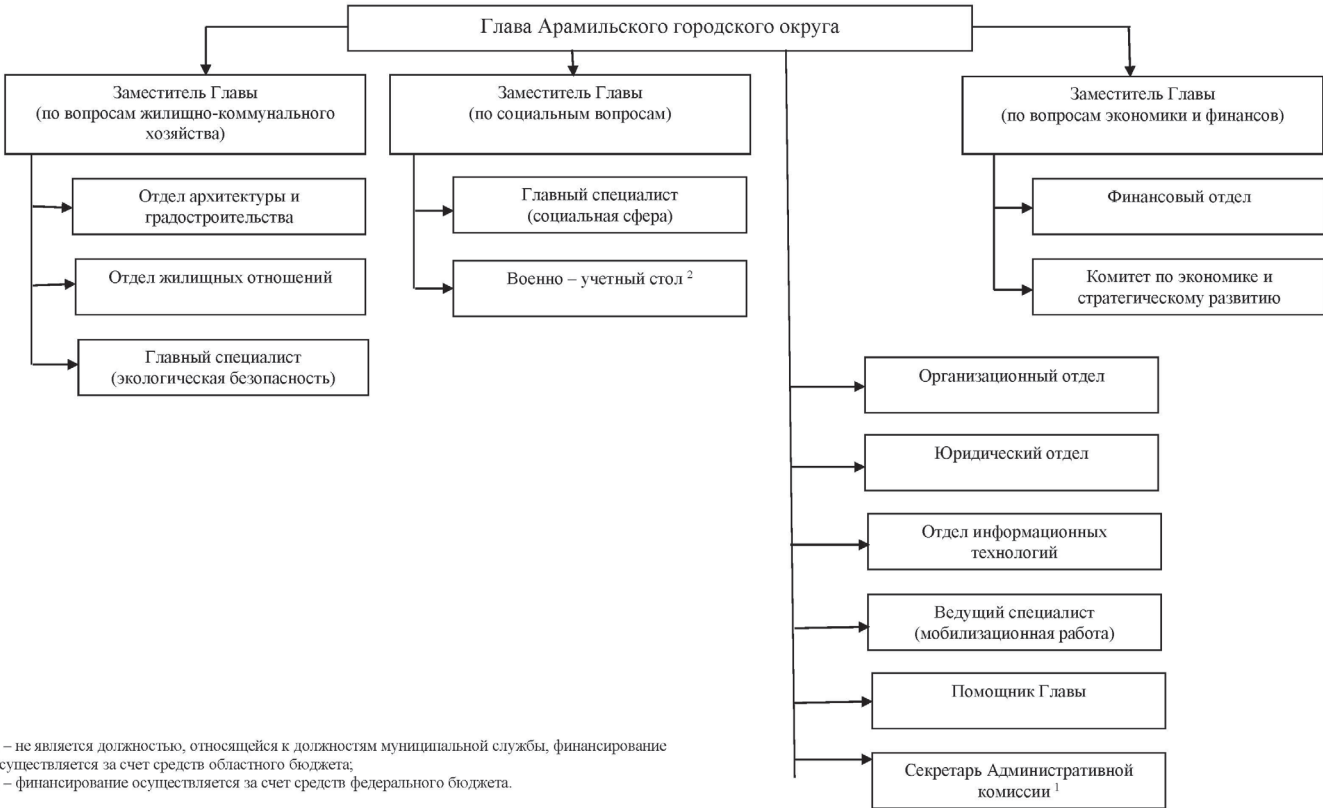 Глава Арамильского городского округа
Заместитель Главы
(по вопросам жилищно-коммунального
хозяйства)
Заместитель Главы
(по социальным вопросам)
Заместитель Главы
(по вопросам экономики и финансов)
Отдел архитектуры и
градостроительства
Отдел жилищных отношений
Главный специалист
(экологическая безопасность)
Главный специалист
(социальная сфера)
Военно – учетный стол ²
Финансовый отдел
Комитет по экономике и
стратегическому развитию
Организационный отдел
Юридический отдел
Отдел информационных
технологий
Ведущий специалист
(мобилизационная работа)
Помощник Главы
Секретарь Административной
комиссии ¹
– не является должностью, относящейся к должностям муниципальной службы, финансирование
существляется за счет средств областного бюджета;
– финансирование осуществляется за счет средств федерального бюджета.